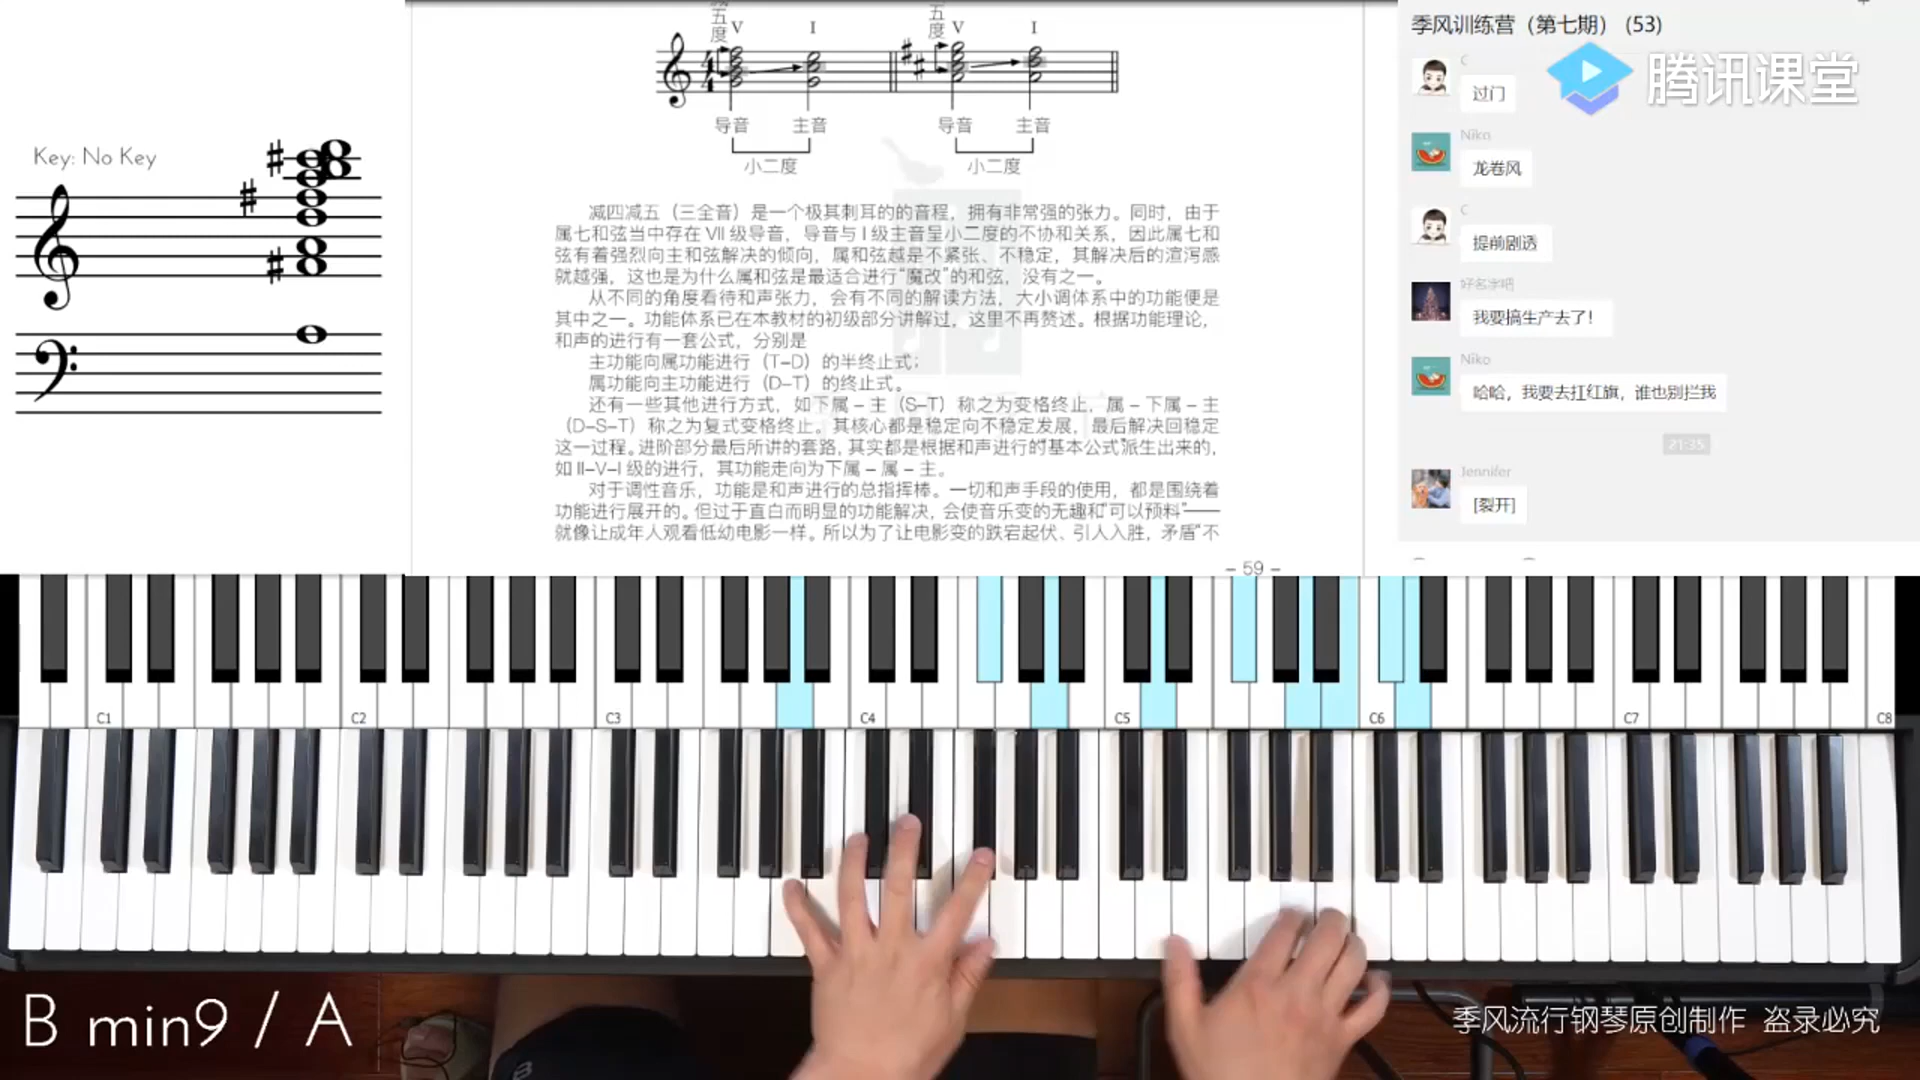 Key: No Key
减五度
V
I
五度
V
I
导音
主音
导音
主音
小二度
小二度
减四减五（三全音）是一个极其刺耳的的音程，拥有非常强的张力。同时，由于
属七和弦当中存在 VII 级导音，导音与 I 级主音呈小二度的不协和关系，因此属七和
弦有着强烈向主和弦解决的倾向，属和弦越是不紧张、不稳定，其解决后的渲泻感
就越强，这也是为什么属和弦是最适合进行“魔改”的和弦，没有之一。
从不同的角度看待和声张力，会有不同的解读方法，大小调体系中的功能便是
其中之一。功能体系已在本教材的初级部分讲解过，这里不再赘述。根据功能理论，
和声的进行有一套公式，分别是
主功能向属功能进行（T–D）的半终止式；
属功能向主功能进行（D–T）的终止式。
还有一些其他进行方式，如下属 – 主（S–T）称之为变格终止，属 – 下属 – 主
（D–S–T）称之为复式变格终止。其核心都是稳定向不稳定发展，最后解决回稳定
这一过程。进阶部分最后所讲的套路，其实都是根据和声进行的“基本公式”派生出来的，
如 II–V–I 级的进行，其功能走向为下属 – 属 – 主。
对于调性音乐，功能是和声进行的总指挥棒。一切和声手段的使用，都是围绕着
功能进行展开的。但过于直白而明显的功能解决，会使音乐变的无趣和“可以预料”——
就像让成年人观看低幼电影一样。所以为了让电影变的跌宕起伏、引人入胜，矛盾“不
– 59 –
季风训练营（第七期） (53)
腾讯课堂
C
过门
Niko
龙卷风
C
提前剧透
好名字吧
我要搞生产去了！
Niko
哈哈，我要去扛红旗，谁也别拦我
21:35
Jennifer
[裂开]
C1
C2
C3
C4
C5
C6
C7
C8
B min9 / A
季风流行钢琴原创制作 盗录必究